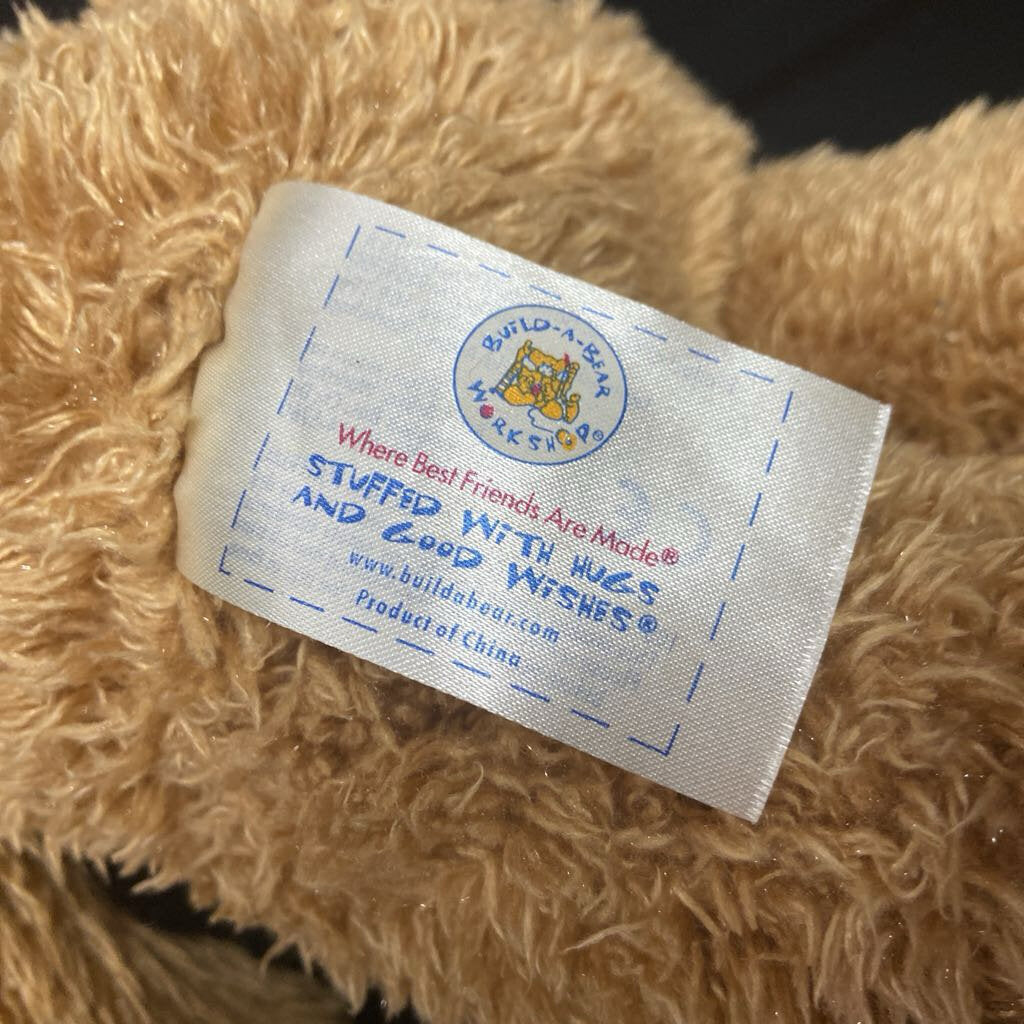 BUILD-A-BEAR
WORKSHOP®
Where Best Friends Are Made®
STUFFED WITH HUGS
AND GOOD WISHES®
www.buildabear.com
Product of China